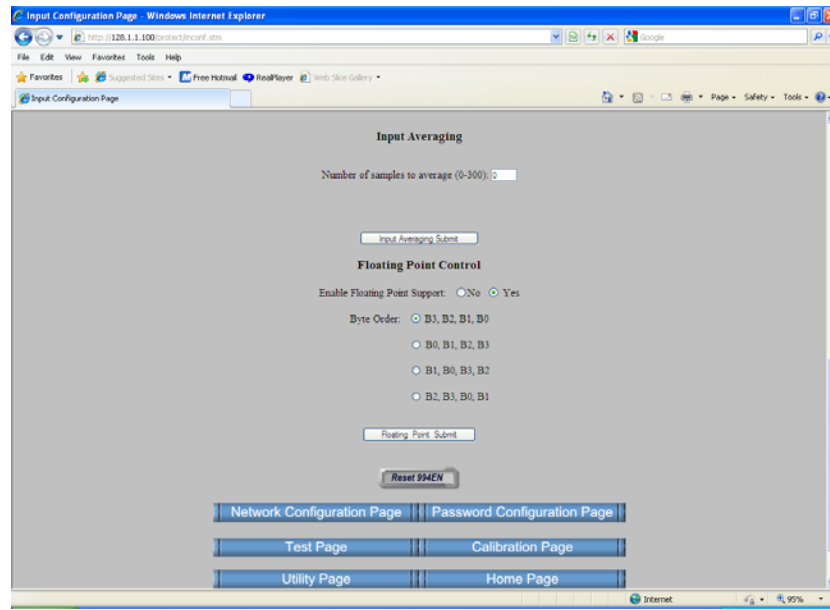 Input Configuration Page - Windows Internet Explorer
http://128.1.1.100/protect/inconf.stm
Google
File Edit View Favorites Tools Help
Favorites Suggested Sites Free Hotmail RealPlayer Web Slice Gallery
Input Configuration Page
Page Safety Tools
Input Averaging
Number of samples to average (0-300): 0
Input Averaging Submit
Floating Point Control
Enable Floating Point Support: No Yes
Byte Order: B3, B2, B1, B0
B0, B1, B2, B3
B1, B0, B3, B2
B2, B3, B0, B1
Floating Point Submit
Reset 994EN
Network Configuration Page Password Configuration Page
Test Page Calibration Page
Utility Page Home Page
Internet 95%